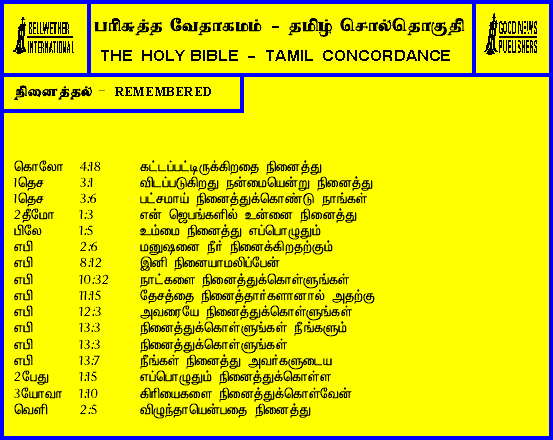 BELLWETHER
INTERNATIONAL
பரிசுத்த வேதாகமம் - தமிழ் சொல்தொகுதி
THE HOLY BIBLE - TAMIL CONCORDANCE
GOOD NEWS
PUBLISHERS
நினைத்தல் - REMEMBERED
கொலோ 4:18 கட்டப்பட்டிருக்கிறதை நினைத்து
1தெச 3:1 விடப்படுகிறது நன்மையென்று நினைத்து
1தெச 3:6 பட்சமாய் நினைத்துக்கொண்டு நாங்கள்
2தீமோ 1:3 என் ஜெபங்களில் உன்னை நினைத்து
பிலே 1:5 உம்மை நினைத்து எப்பொழுதும்
எபி 2:6 மனுஷனை நீர் நினைக்கிறதற்கும்
எபி 8:12 இனி நினையாமலிப்பேன்
எபி 10:32 நாட்களை நினைத்துக்கொள்ளுங்கள்
எபி 11:15 தேசத்தை நினைத்தார்களானால் அதற்கு
எபி 12:3 அவரையே நினைத்துக்கொள்ளுங்கள்
எபி 13:3 நினைத்துக்கொள்ளுங்கள் நீங்களும்
எபி 13:3 நினைத்துக்கொள்ளுங்கள்
எபி 13:7 நீங்கள் நினைத்து அவர்களுடைய
2பேது 1:15 எப்பொழுதும் நினைத்துக்கொள்ள
3யோவா 1:10 கிரியைகளை நினைத்துக்கொள்வேன்
வெளி 2:5 விழுந்தாயென்பதை நினைத்து